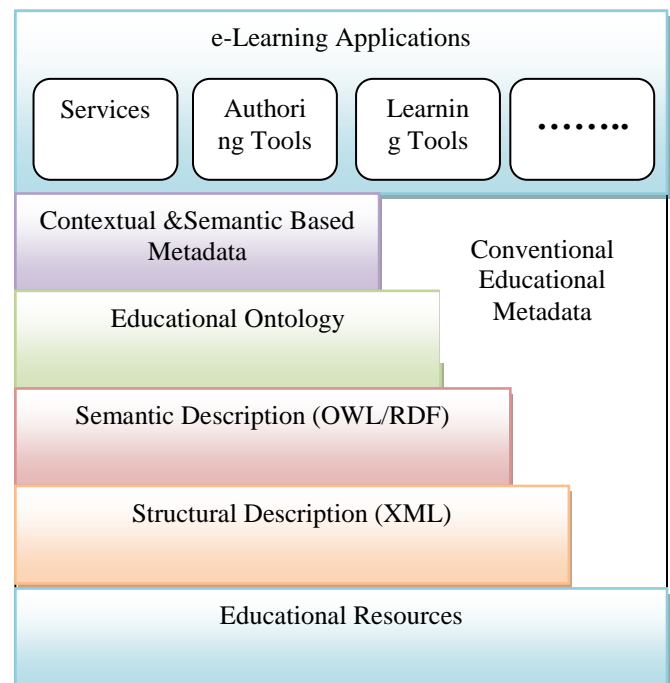 e-Learning Applications
Services
Authori
ng Tools
Learnin
g Tools
……..
Contextual &Semantic Based
Metadata
Conventional
Educational
Metadata
Educational Ontology
Semantic Description (OWL/RDF)
Structural Description (XML)
Educational Resources